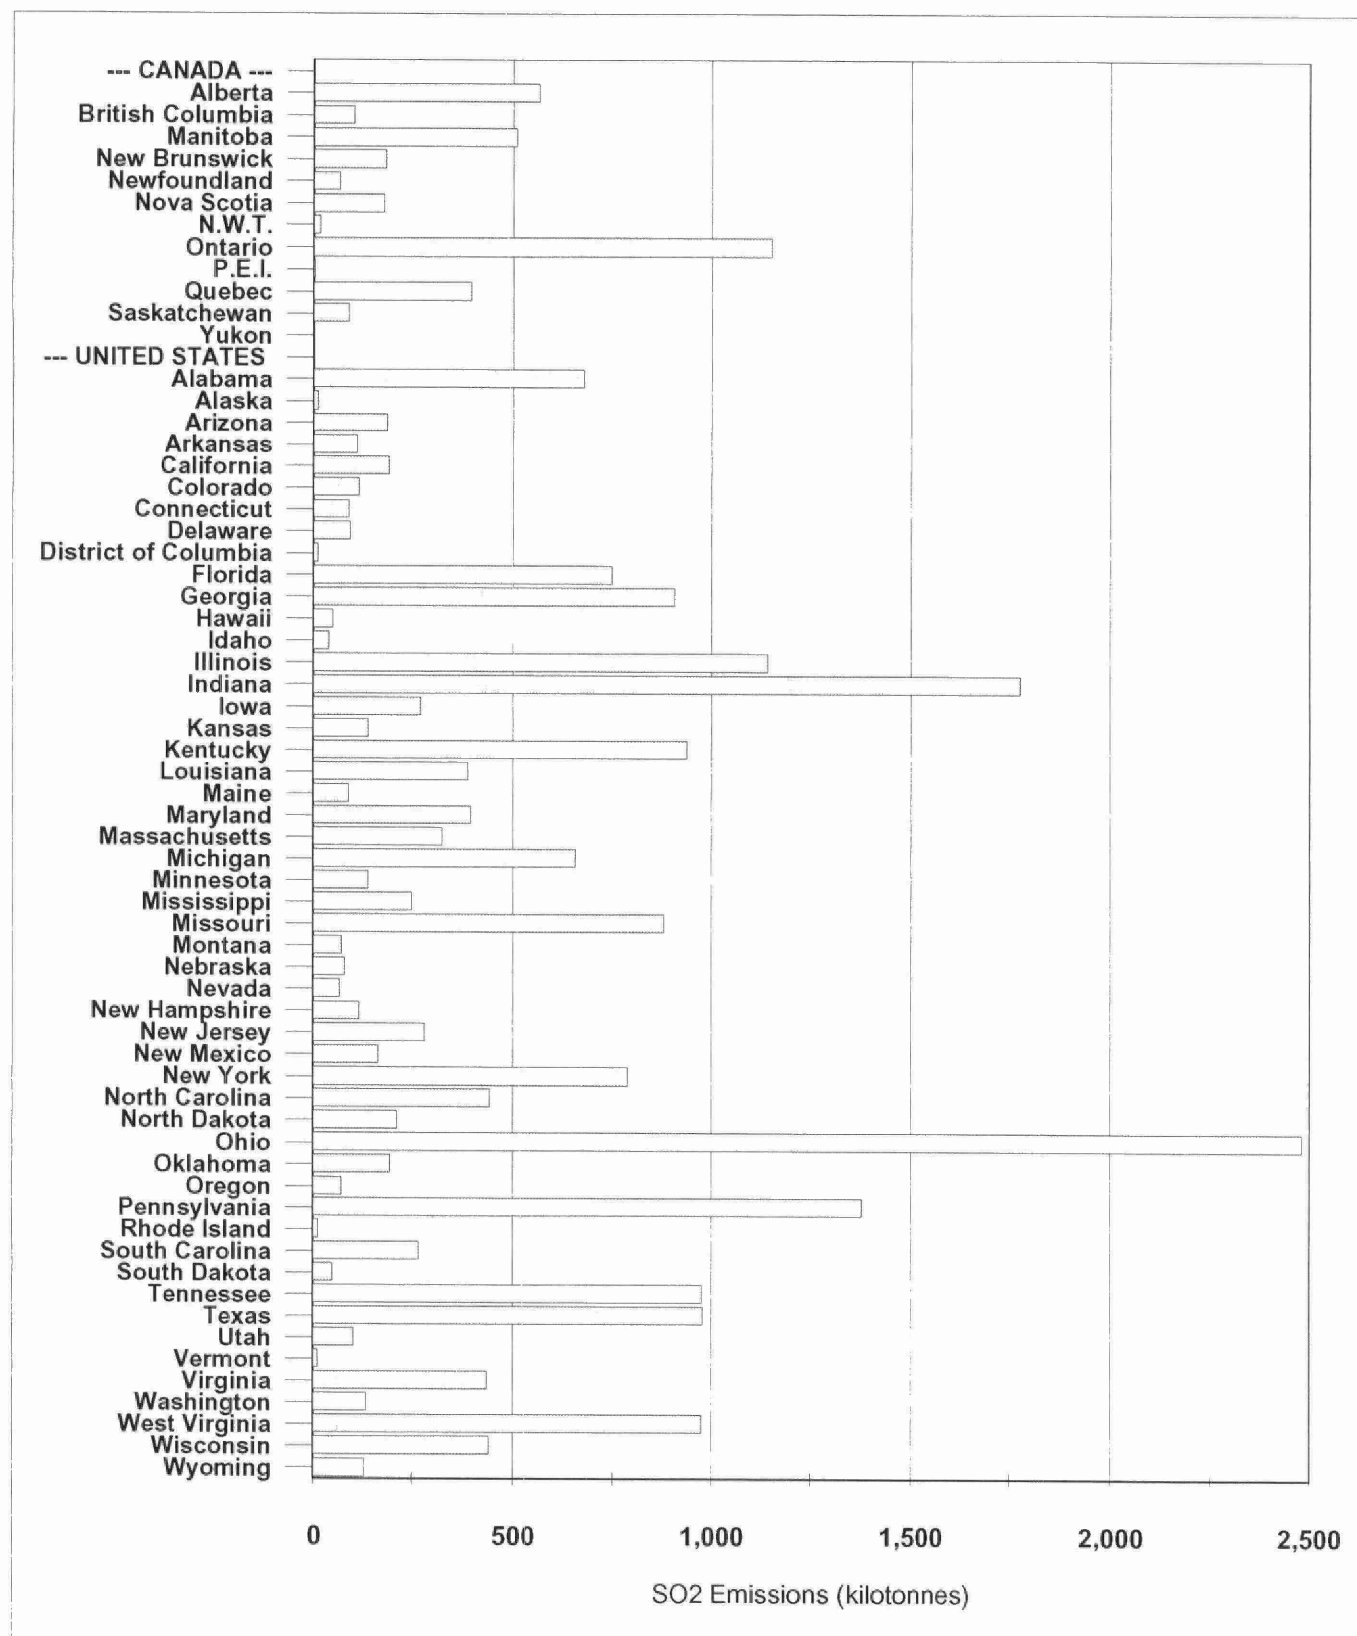 --- CANADA ---
Alberta
British Columbia
Manitoba
New Brunswick
Newfoundland
Nova Scotia
N.W.T.
Ontario
P.E.I.
Quebec
Saskatchewan
Yukon
--- UNITED STATES
Alabama
Alaska
Arizona
Arkansas
California
Colorado
Connecticut
Delaware
District of Columbia
Florida
Georgia
Hawaii
Idaho
Illinois
Indiana
Iowa
Kansas
Kentucky
Louisiana
Maine
Maryland
Massachusetts
Michigan
Minnesota
Mississippi
Missouri
Montana
Nebraska
Nevada
New Hampshire
New Jersey
New Mexico
New York
North Carolina
North Dakota
Ohio
Oklahoma
Oregon
Pennsylvania
Rhode Island
South Carolina
South Dakota
Tennessee
Texas
Utah
Vermont
Virginia
Washington
West Virginia
Wisconsin
Wyoming
0 500 1,000 1,500 2,000 2,500
SO2 Emissions (kilotonnes)